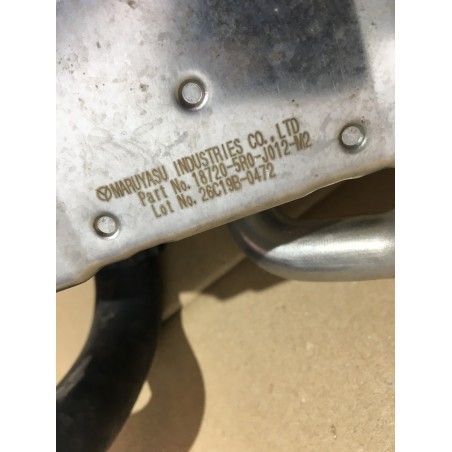 MARUYASU INDUSTRIES CO.,LTD
Part No. 18720-5R0-J012-M2
Lot No. 26C19B-0472